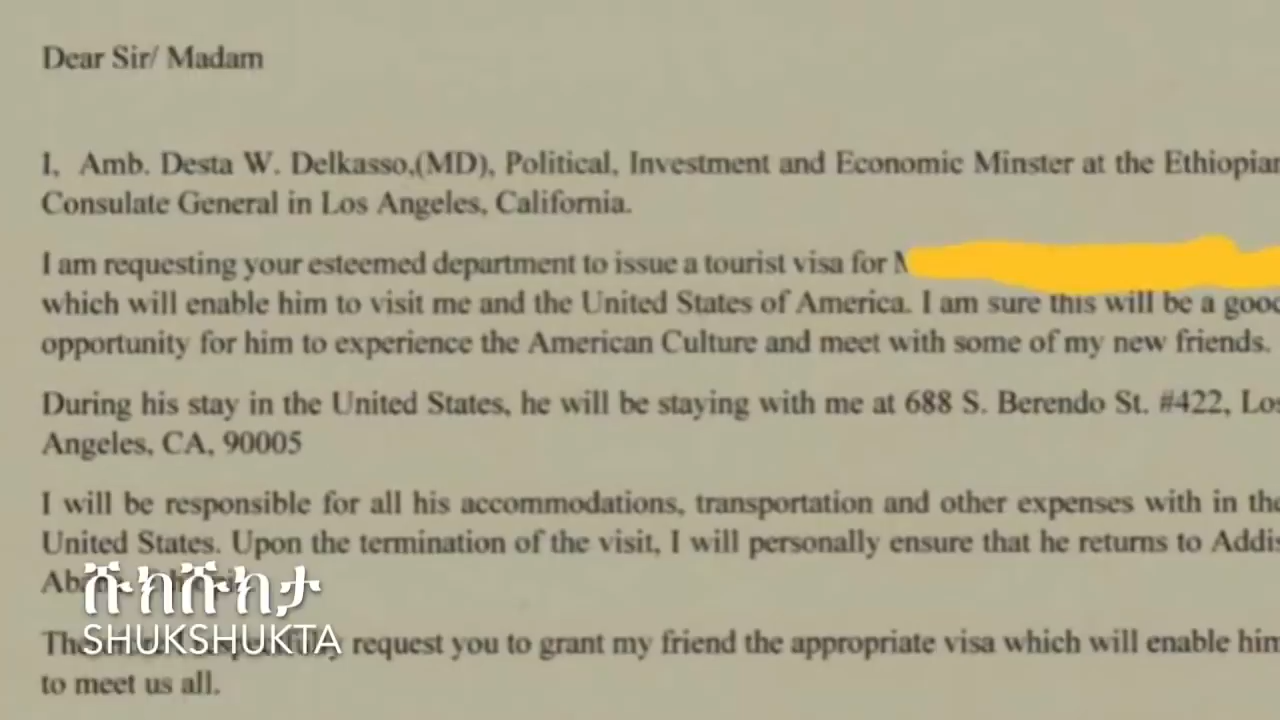 Dear Sir/ Madam
I, Amb. Desta W. Delkasso,(MD), Political, Investment and Economic Minster at the Ethiopian
Consulate General in Los Angeles, California.
I am requesting your esteemed department to issue a tourist visa for M
which will enable him to visit me and the United States of America. I am sure this will be a good
opportunity for him to experience the American Culture and meet with some of my new friends.
During his stay in the United States, he will be staying with me at 688 S. Berendo St. #422, Los
Angeles, CA, 90005
I will be responsible for all his accommodations, transportation and other expenses with in the
United States. Upon the termination of the visit, I will personally ensure that he returns to Addis
ሹክሹክታ
SHUKSHUKTA
request you to grant my friend the appropriate visa which will enable him
to meet us all.